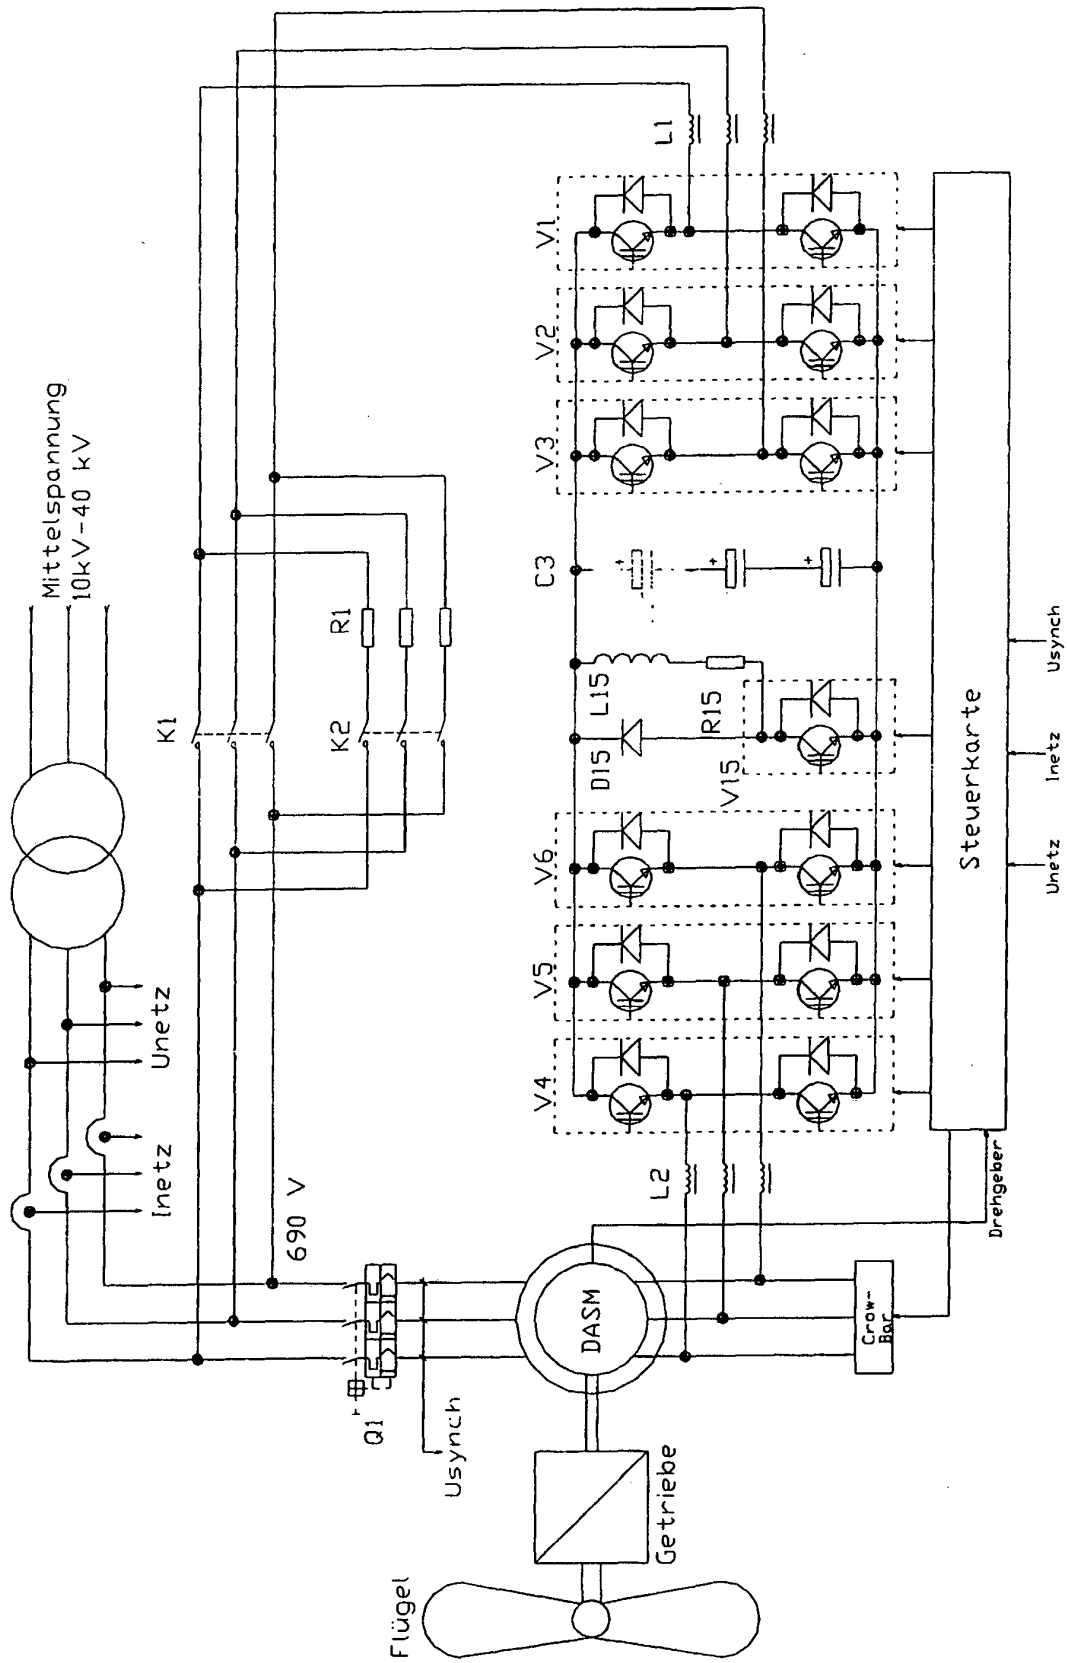 Mittelspannung
10kV-40 kV
K1
R1
K2
Unetz
Inetz
690 V
Q1
Usynch
L1
V1
V2
V3
C3
L15
D15
R15
V15
V6
V5
V4
L2
DASM
Getriebe
Flügel
Crow-
Bar
Drehgeber
Steuerkarte
Unetz
Inetz
Usynch
+
+
+